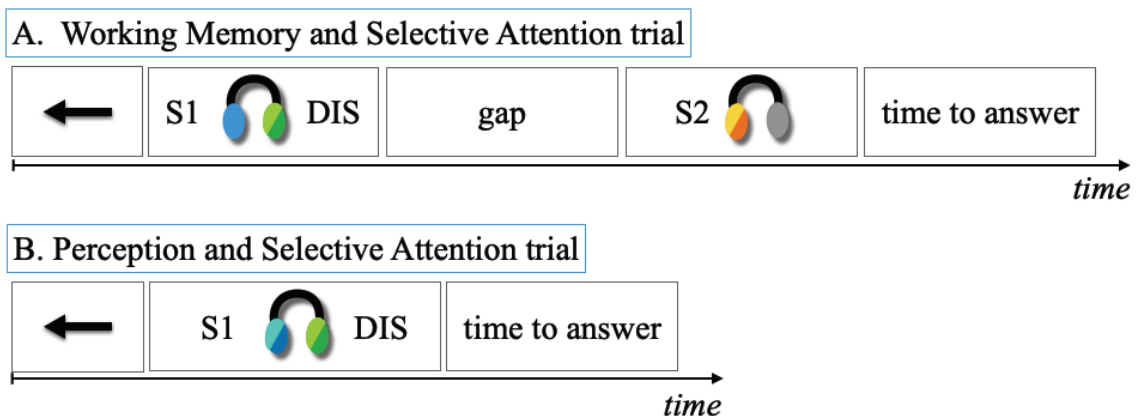 A. Working Memory and Selective Attention trial
S1 DIS gap S2 time to answer
time
B. Perception and Selective Attention trial
S1 DIS time to answer
time